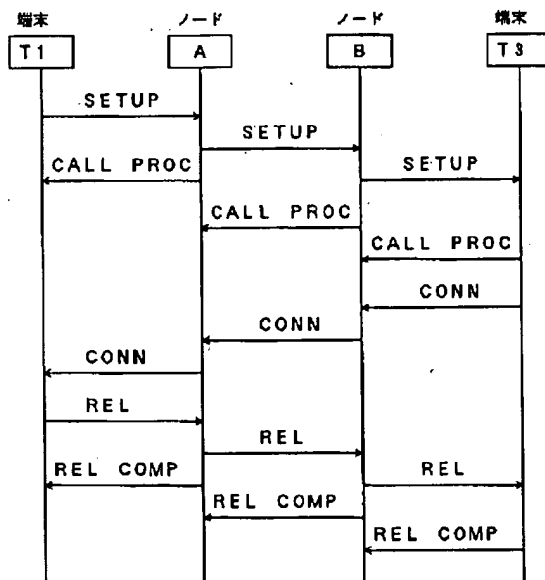 端末 ノード ノード 端末
T1 A B T3
SETUP
SETUP
CALL PROC SETUP
CALL PROC
CALL PROC
CONN
CONN
CONN
REL
REL
REL COMP REL
REL COMP
REL COMP